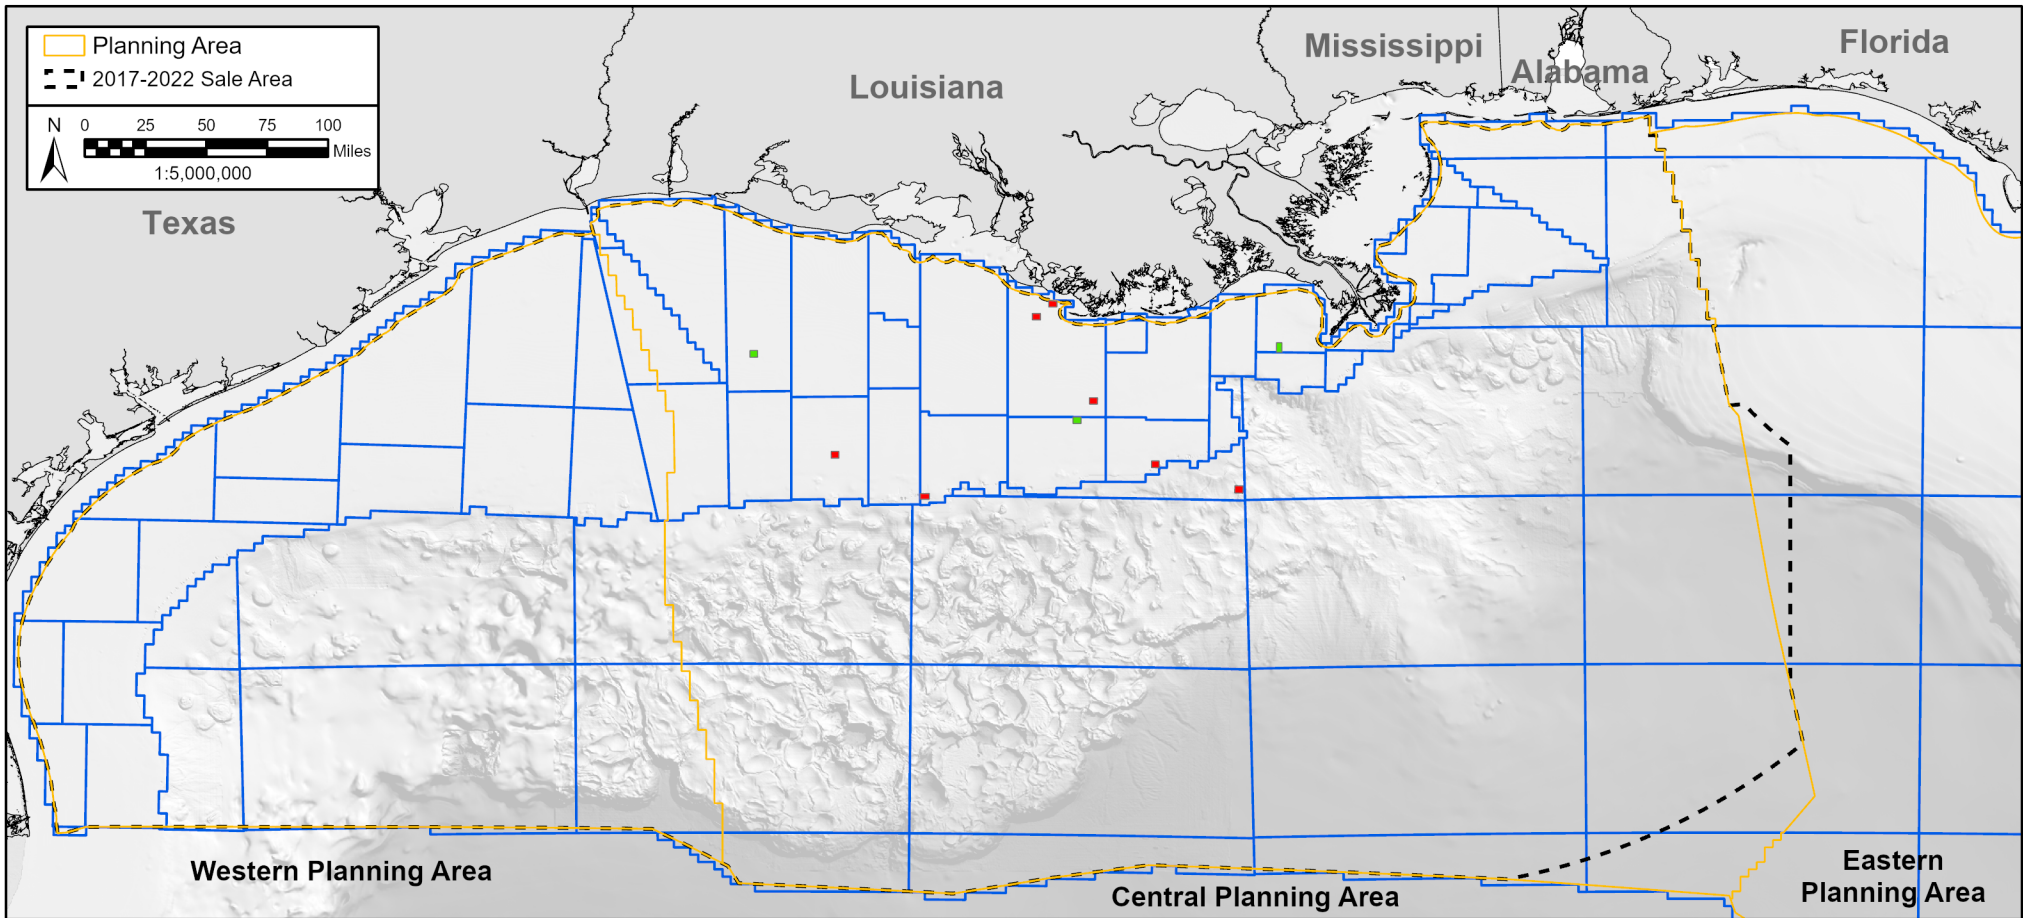 Planning Area
2017-2022 Sale Area
N
0 25 50 75 100
Miles
1:5,000,000
Texas
Louisiana
Mississippi
Alabama
Florida
Western Planning Area
Central Planning Area
Eastern
Planning Area